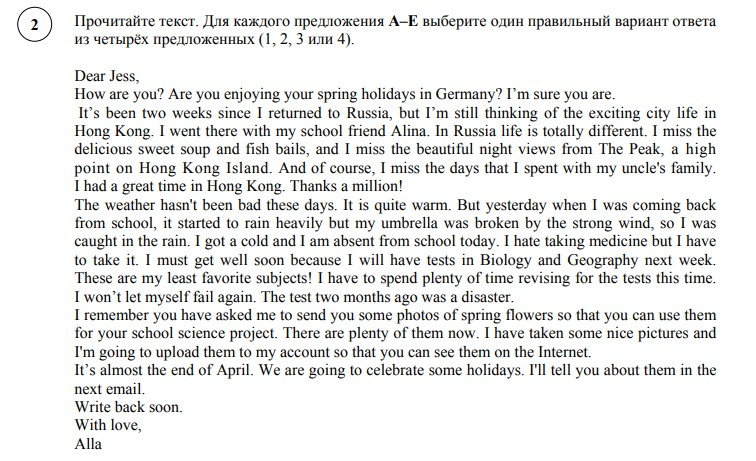 2
Прочитайте текст. Для каждого предложения А–Е выберите один правильный вариант ответа
из четырёх предложенных (1, 2, 3 или 4).
Dear Jess,
How are you? Are you enjoying your spring holidays in Germany? I’m sure you are.
It’s been two weeks since I returned to Russia, but I’m still thinking of the exciting city life in
Hong Kong. I went there with my school friend Alina. In Russia life is totally different. I miss the
delicious sweet soup and fish bails, and I miss the beautiful night views from The Peak, a high
point on Hong Kong Island. And of course, I miss the days that I spent with my uncle's family.
I had a great time in Hong Kong. Thanks a million!
The weather hasn't been bad these days. It is quite warm. But yesterday when I was coming back
from school, it started to rain heavily but my umbrella was broken by the strong wind, so I was
caught in the rain. I got a cold and I am absent from school today. I hate taking medicine but I have
to take it. I must get well soon because I will have tests in Biology and Geography next week.
These are my least favorite subjects! I have to spend plenty of time revising for the tests this time.
I won’t let myself fail again. The test two months ago was a disaster.
I remember you have asked me to send you some photos of spring flowers so that you can use them
for your school science project. There are plenty of them now. I have taken some nice pictures and
I'm going to upload them to my account so that you can see them on the Internet.
It’s almost the end of April. We are going to celebrate some holidays. I'll tell you about them in the
next email.
Write back soon.
With love,
Alla